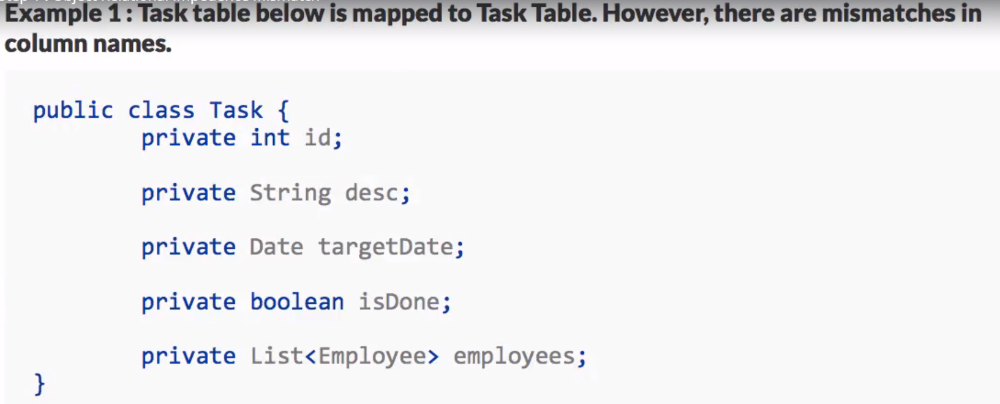 Example 1 : Task table below is mapped to Task Table. However, there are mismatches in
column names.
public class Task {
private int id;
private String desc;
private Date targetDate;
private boolean isDone;
private List<Employee> employees;
}